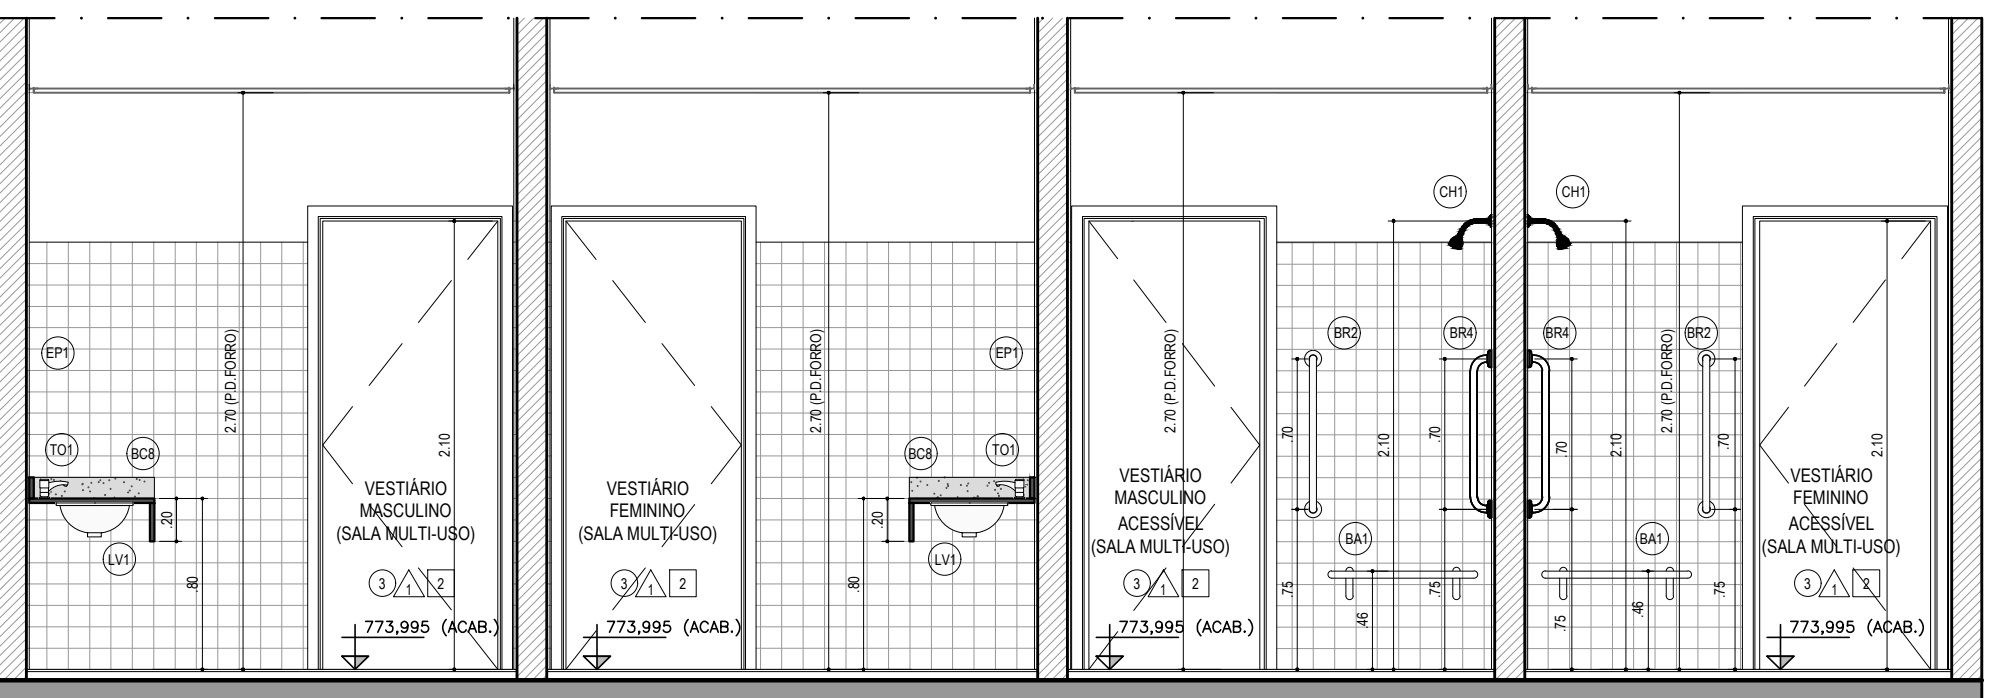 EP1
TO1
BC8
LV1
.20
.80
2.70 (P.D.FORRO)
2.10
VESTIÁRIO
MASCULINO
(SALA MULTI-USO)
3 1 2
773,995 (ACAB.)
VESTIÁRIO
FEMININO
(SALA MULTI-USO)
3 1 2
773,995 (ACAB.)
2.70 (P.D.FORRO)
EP1
BC8
TO1
LV1
.20
.80
2.70 (P.D.FORRO)
VESTIÁRIO
MASCULINO
ACESSÍVEL
(SALA MULTI-USO)
3 1 2
773,995 (ACAB.)
CH1
BR2
BR4
.70
2.10
.70
BA1
.75
.46
.75
CH1
BR4
BR2
.70
2.10
2.70 (P.D.FORRO)
.70
BA1
.75
.46
.75
2.10
VESTIÁRIO
FEMININO
ACESSÍVEL
(SALA MULTI-USO)
3 1 2
773,995 (ACAB.)